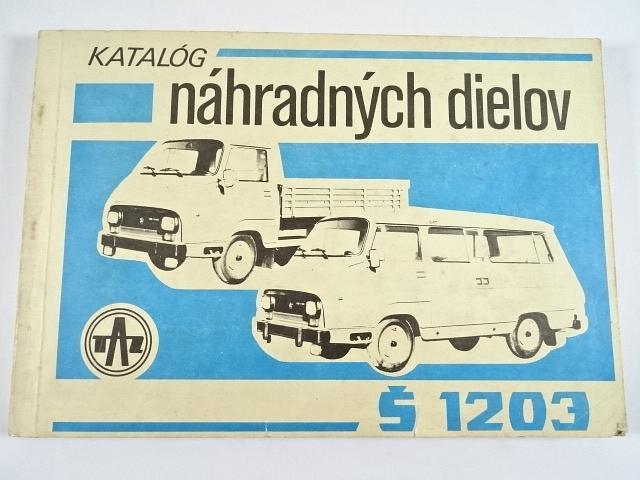 KATALÓG
náhradných dielov
TAZ
Š 1203